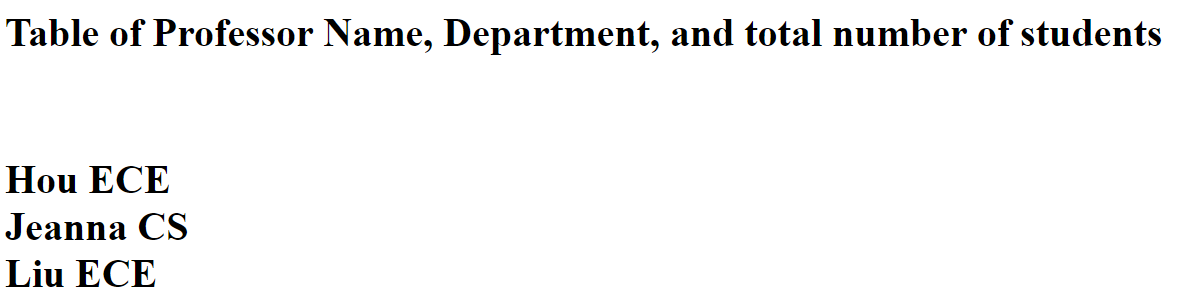 Table of Professor Name, Department, and total number of students
Hou ECE
Jeanna CS
Liu ECE